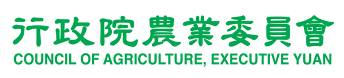 行政院農業委員會
COUNCIL OF AGRICULTURE, EXECUTIVE YUAN